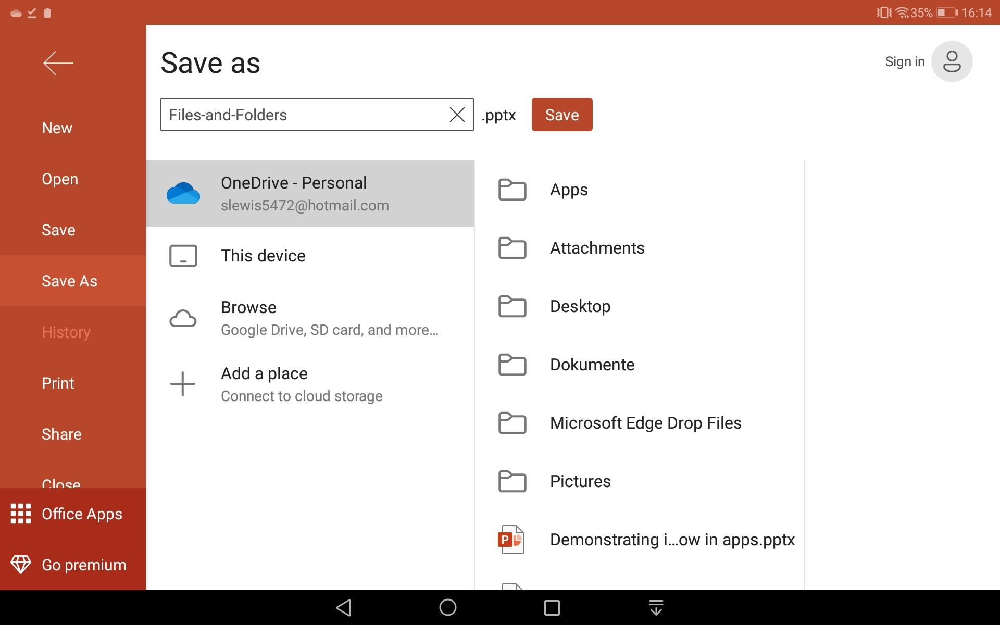 35% 16:14
Save as
Sign in
Files-and-Folders
.pptx
Save
New
Open
Save
Save As
History
Print
Share
Close
Office Apps
Go premium
OneDrive - Personal
slewis5472@hotmail.com
This device
Browse
Google Drive, SD card, and more...
Add a place
Connect to cloud storage
Apps
Attachments
Desktop
Dokumente
Microsoft Edge Drop Files
Pictures
P
Demonstrating i...ow in apps.pptx